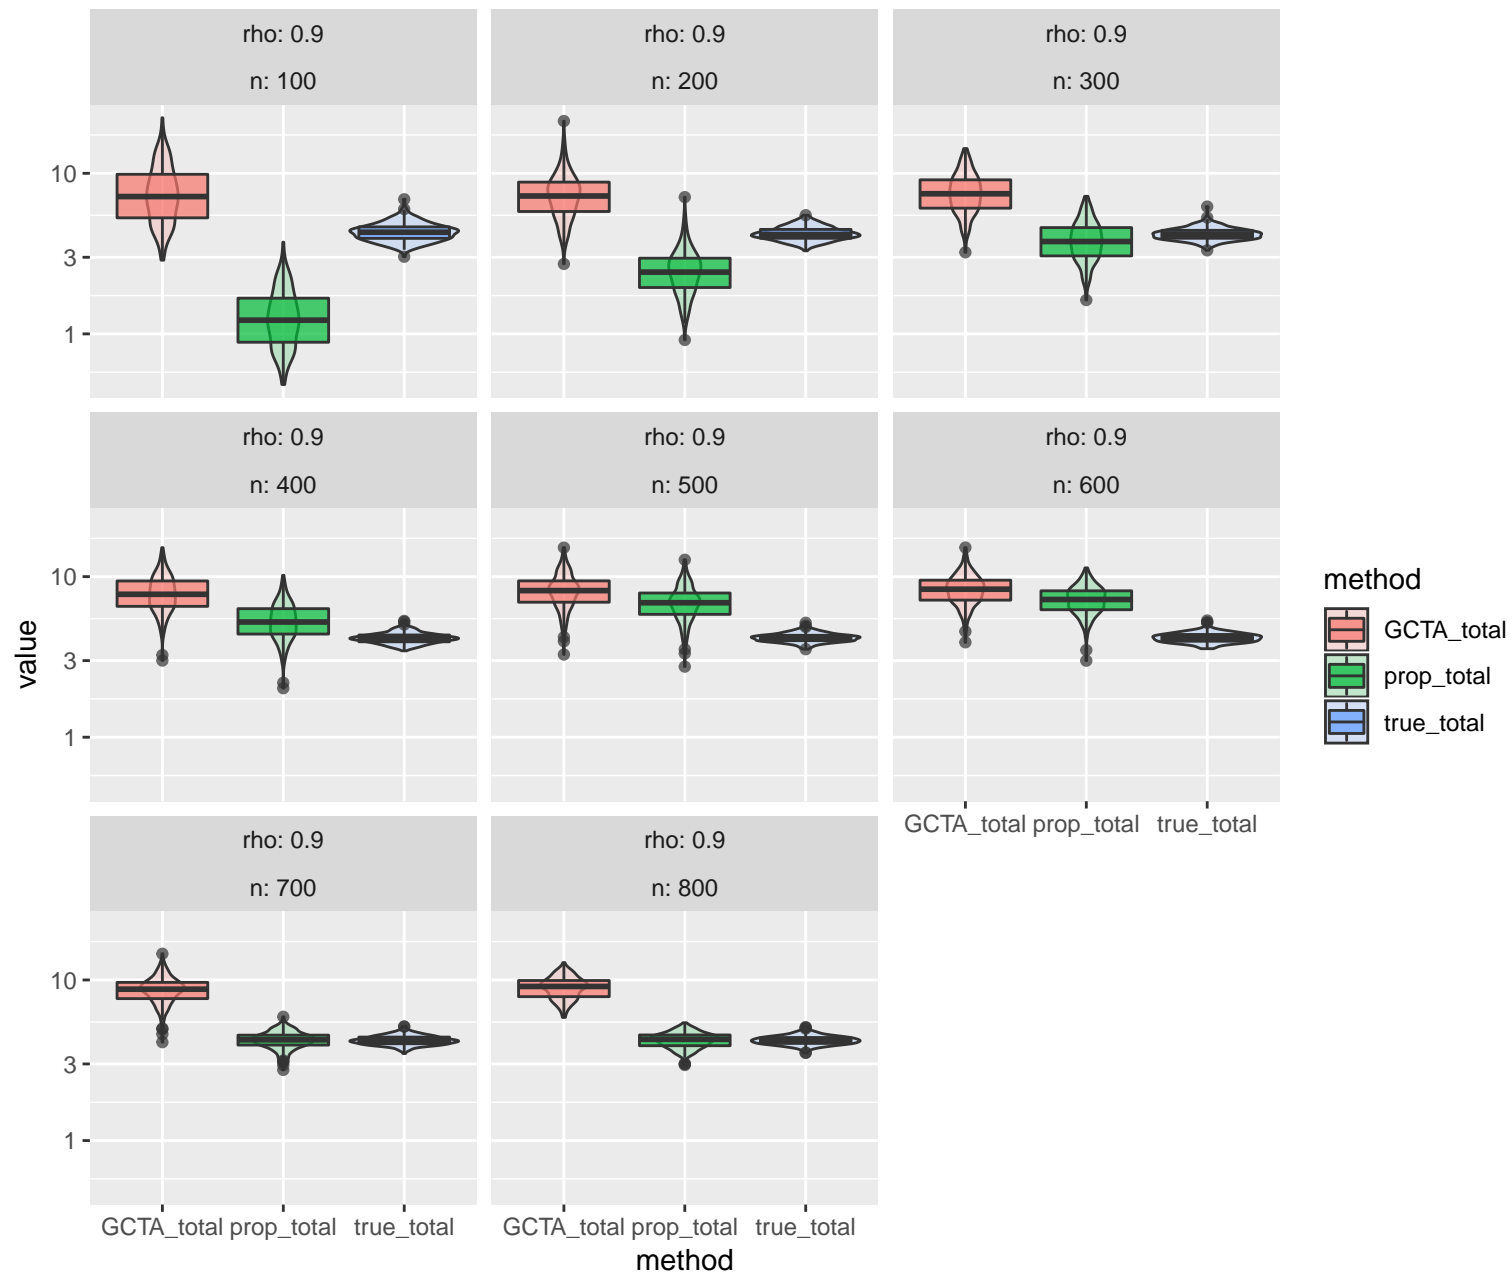 rho: 0.9
n: 100
rho: 0.9
n: 200
rho: 0.9
n: 300
10
3
1
rho: 0.9
n: 400
rho: 0.9
n: 500
rho: 0.9
n: 600
10
3
1
GCTA_total prop_total true_total
rho: 0.9
n: 700
rho: 0.9
n: 800
10
3
1
GCTA_total prop_total true_total
GCTA_total prop_total true_total
method
value
method
GCTA_total
prop_total
true_total